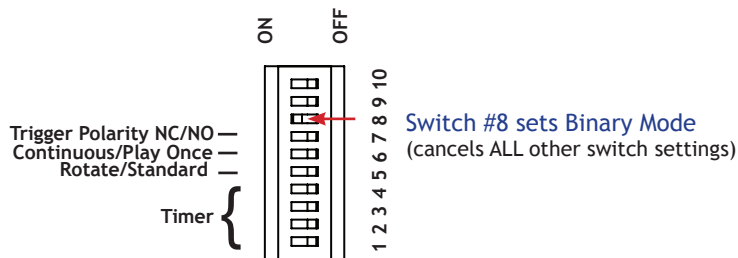 ON OFF
10
9
8
7
6
5
4
3
2
1
Trigger Polarity NC/NO
Continuous/Play Once
Rotate/Standard
Timer
Switch #8 sets Binary Mode
(cancels ALL other switch settings)